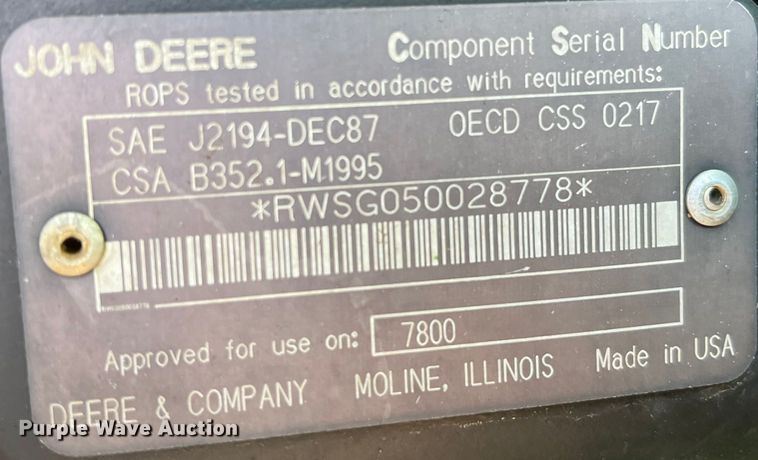 JOHN DEERE Component Serial Number
ROPS tested in accordance with requirements:
SAE J2194-DEC87 OECD CSS 0217
CSA B352.1-M1995
*RWSG050028778*
Approved for use on: 7800
DEERE & COMPANY MOLINE, ILLINOIS Made in USA
Purple Wave Auction